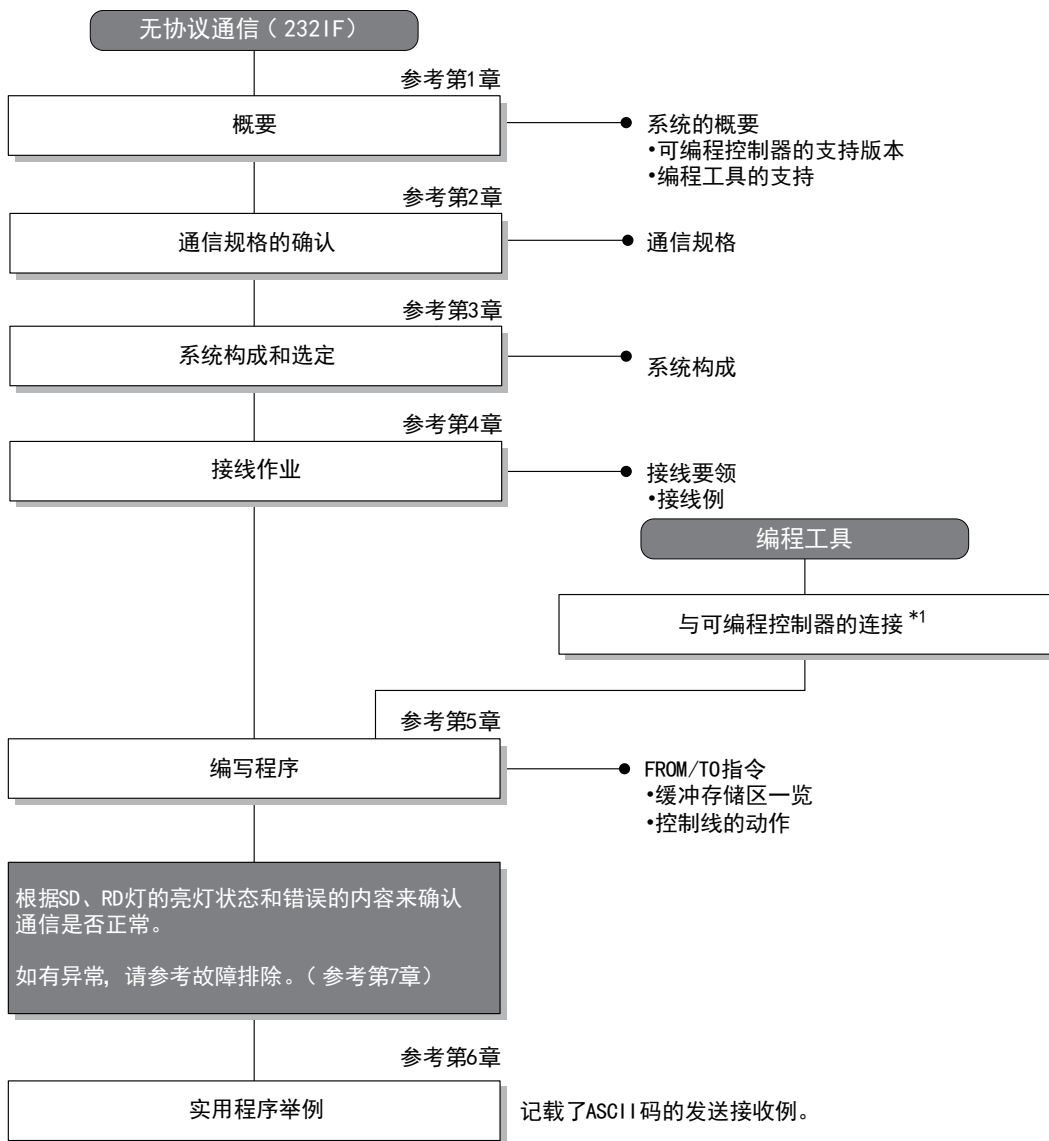 无协议通信（232IF）
参考第1章
概要
系统的概要
•可编程控制器的支持版本
•编程工具的支持
参考第2章
通信规格的确认
通信规格
参考第3章
系统构成和选定
系统构成
参考第4章
接线作业
接线要领
•接线例
编程工具
与可编程控制器的连接 *1
参考第5章
编写程序
FROM/TO指令
•缓冲存储区一览
•控制线的动作
根据SD、RD灯的亮灯状态和错误的内容来确认
通信是否正常。
如有异常，请参考故障排除。（参考第7章）
参考第6章
实用程序举例
记载了ASCII码的发送接收例。